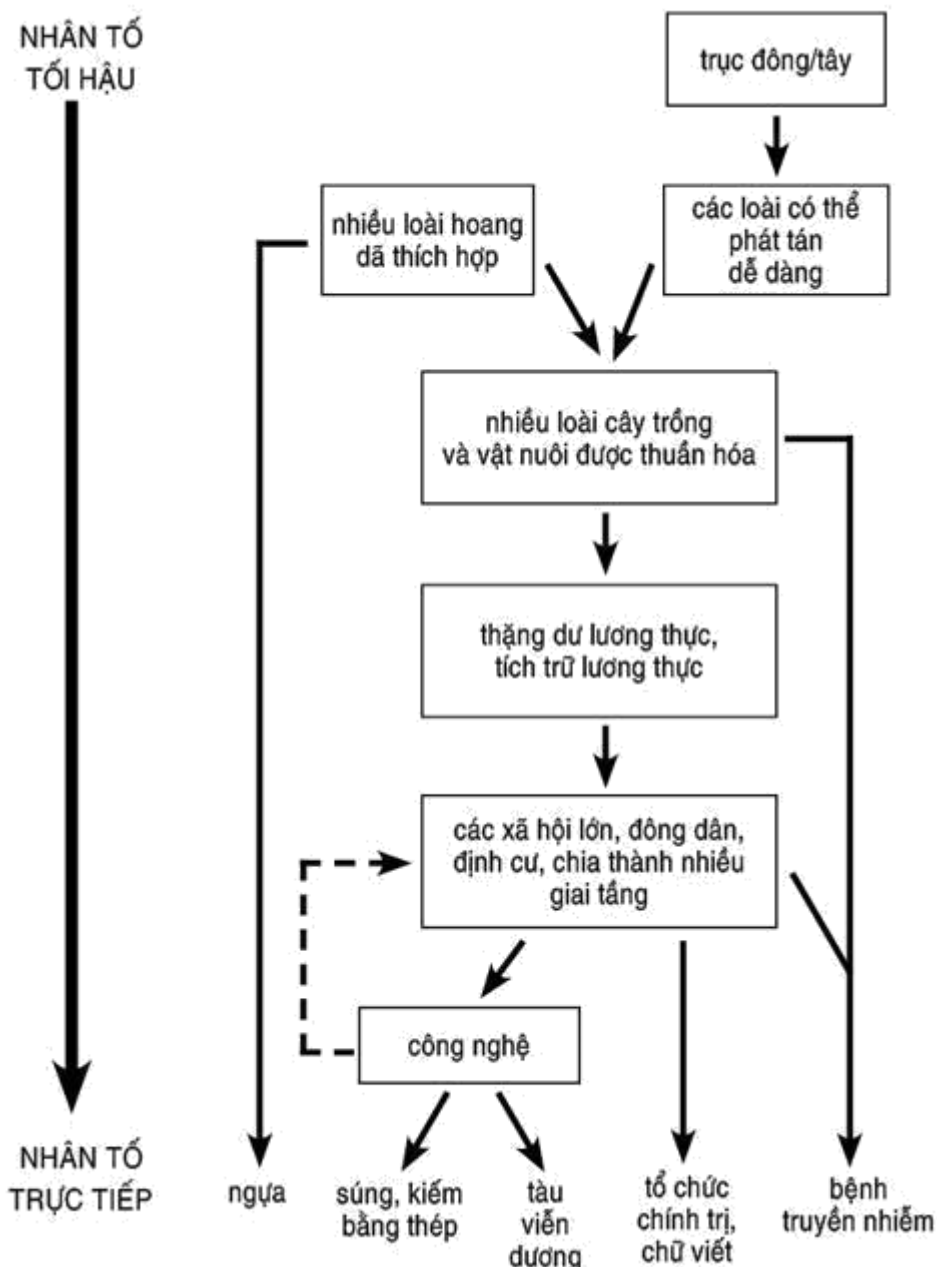 NHÂN TỐ
TỐI HẬU
trục đông/tây
nhiều loài hoang
dã thích hợp
các loài có thể
phát tán
dễ dàng
nhiều loài cây trồng
và vật nuôi được thuần hóa
thặng dư lương thực,
tích trữ lương thực
các xã hội lớn, đông dân,
định cư, chia thành nhiều
giai tầng
công nghệ
NHÂN TỐ
TRỰC TIẾP
ngựa
súng, kiếm
bằng thép
tàu
viễn
dương
tổ chức
chính trị,
chữ viết
bệnh
truyền nhiễm